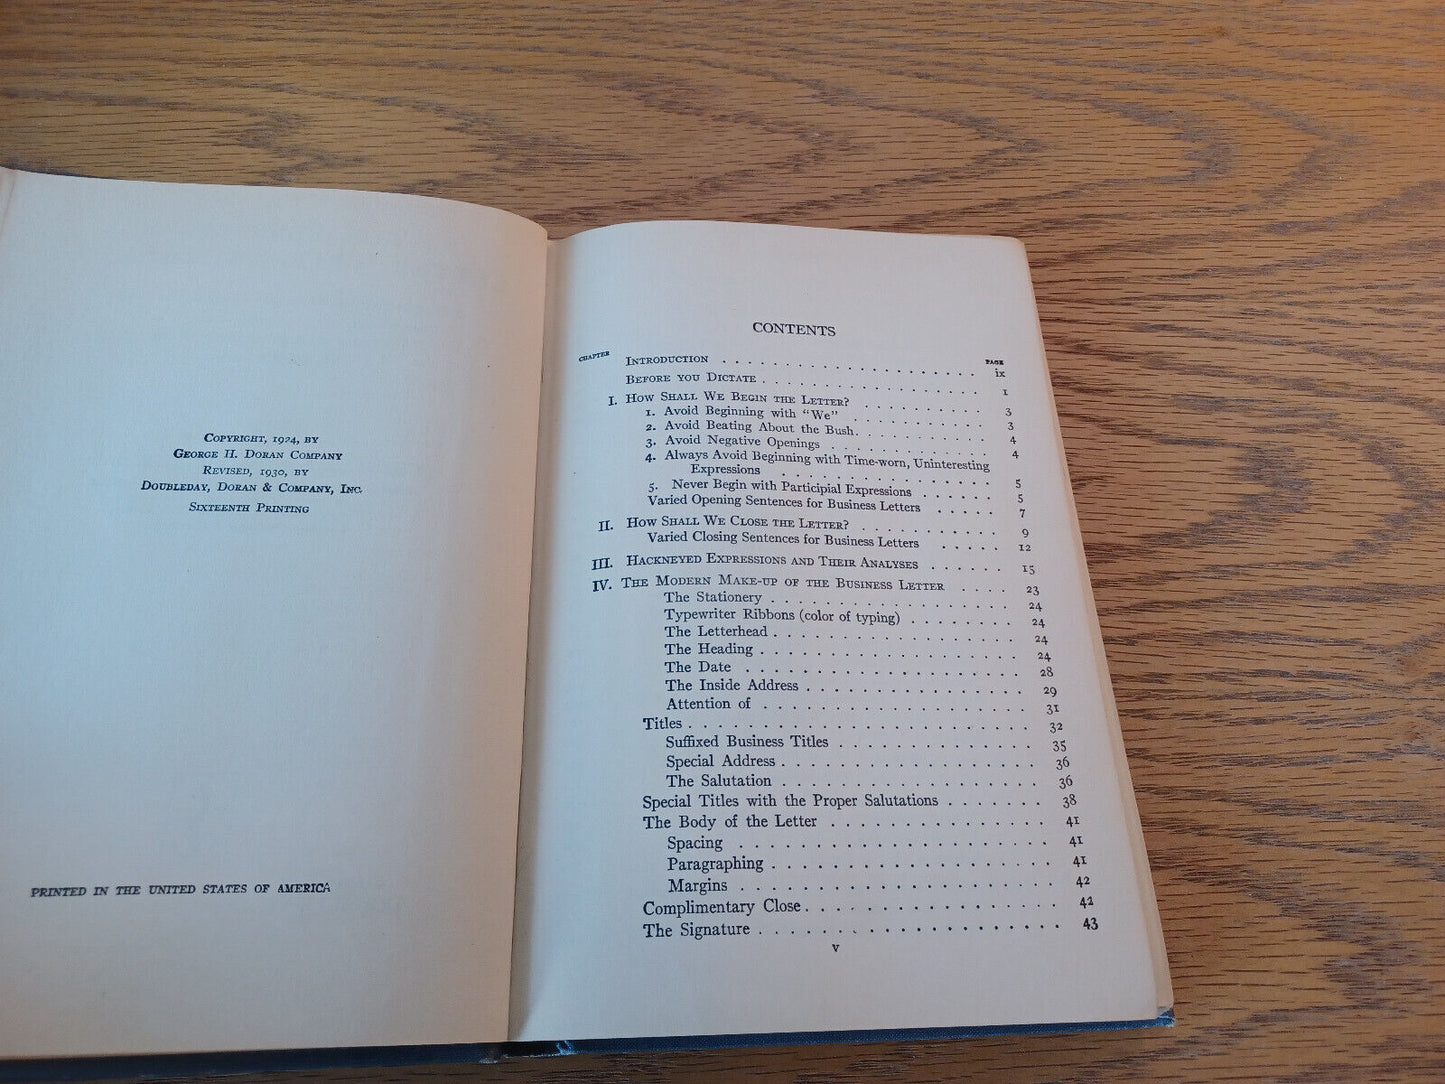 COPYRIGHT, 1924, BY
GEORGE H. DORAN COMPANY
REVISED, 1930, BY
DOUBLEDAY, DORAN & COMPANY, INC.
SIXTEENTH PRINTING
PRINTED IN THE UNITED STATES OF AMERICA
CONTENTS
CHAPTER PAGE
INTRODUCTION . . . . ix
BEFORE YOU DICTATE . . . . 1
I. HOW SHALL WE BEGIN THE LETTER? . . . . 3
1. Avoid Beginning with "We" . . . . 3
2. Avoid Beating About the Bush . . . . 4
3. Avoid Negative Openings . . . . 4
4. Always Avoid Beginning with Time-worn, Uninteresting
Expressions . . . . 5
5. Never Begin with Participial Expressions . . . . 5
Varied Opening Sentences for Business Letters . . . . 7
II. HOW SHALL WE CLOSE THE LETTER? . . . . 9
Varied Closing Sentences for Business Letters . . . . 12
III. HACKNEYED EXPRESSIONS AND THEIR ANALYSES . . . . 15
IV. THE MODERN MAKE-UP OF THE BUSINESS LETTER . . . . 23
The Stationery . . . . 24
Typewriter Ribbons (color of typing) . . . . 24
The Letterhead . . . . 24
The Heading . . . . 24
The Date . . . . 28
The Inside Address . . . . 29
Attention of . . . . 31
Titles . . . . 32
Suffixed Business Titles . . . . 35
Special Address . . . . 36
The Salutation . . . . 36
Special Titles with the Proper Salutations . . . . 38
The Body of the Letter . . . . 41
Spacing . . . . 41
Paragraphing . . . . 41
Margins . . . . 42
Complimentary Close . . . . 42
The Signature . . . . 43
v